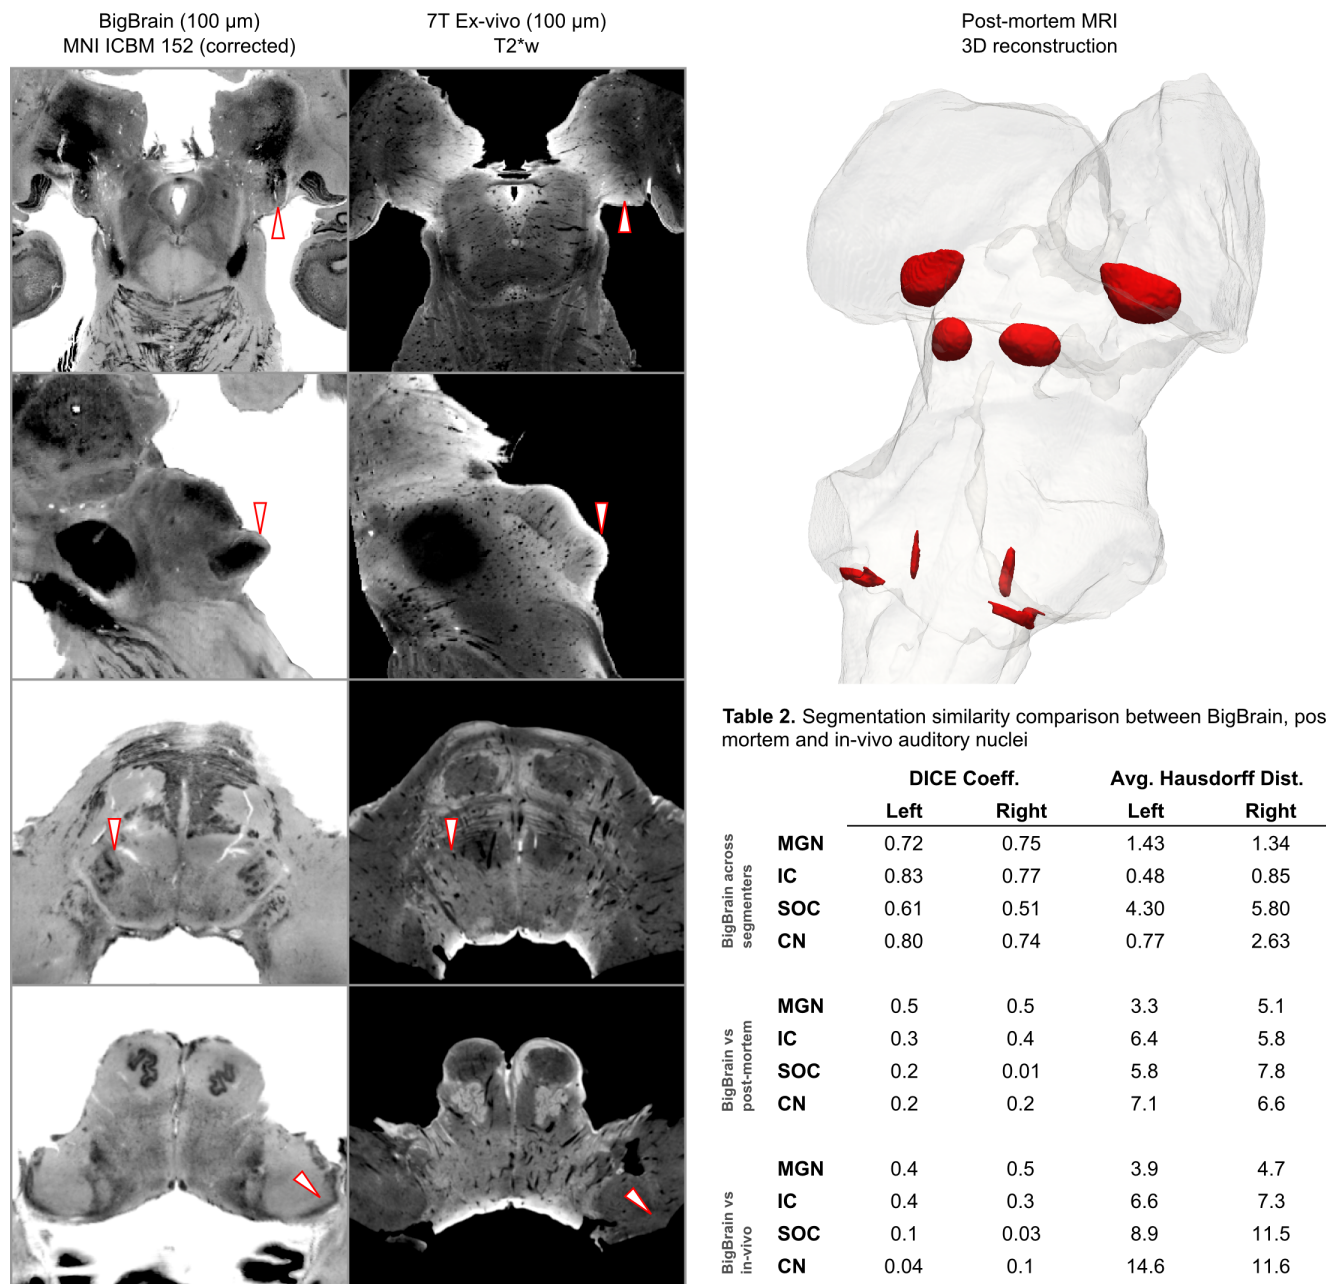 BigBrain (100 µm)
MNI ICBM 152 (corrected)
7T Ex-vivo (100 µm)
T2*w
Post-mortem MRI
3D reconstruction
Table 2. Segmentation similarity comparison between BigBrain, pos
mortem and in-vivo auditory nuclei
DICE Coeff. Avg. Hausdorff Dist.
Left Right Left Right
BigBrain across
segmenters
MGN 0.72 0.75 1.43 1.34
IC 0.83 0.77 0.48 0.85
SOC 0.61 0.51 4.30 5.80
CN 0.80 0.74 0.77 2.63
BigBrain vs
post-mortem
MGN 0.5 0.5 3.3 5.1
IC 0.3 0.4 6.4 5.8
SOC 0.2 0.01 5.8 7.8
CN 0.2 0.2 7.1 6.6
BigBrain vs
in-vivo
MGN 0.4 0.5 3.9 4.7
IC 0.4 0.3 6.6 7.3
SOC 0.1 0.03 8.9 11.5
CN 0.04 0.1 14.6 11.6